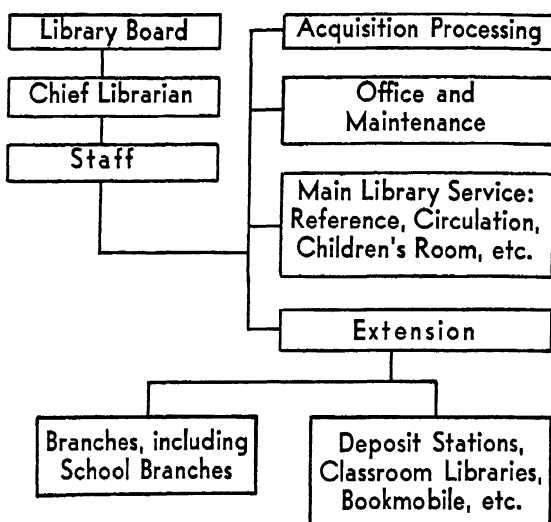 Library Board
Chief Librarian
Staff
Acquisition Processing
Office and
Maintenance
Main Library Service:
Reference, Circulation,
Children's Room, etc.
Extension
Branches, including
School Branches
Deposit Stations,
Classroom Libraries,
Bookmobile, etc.